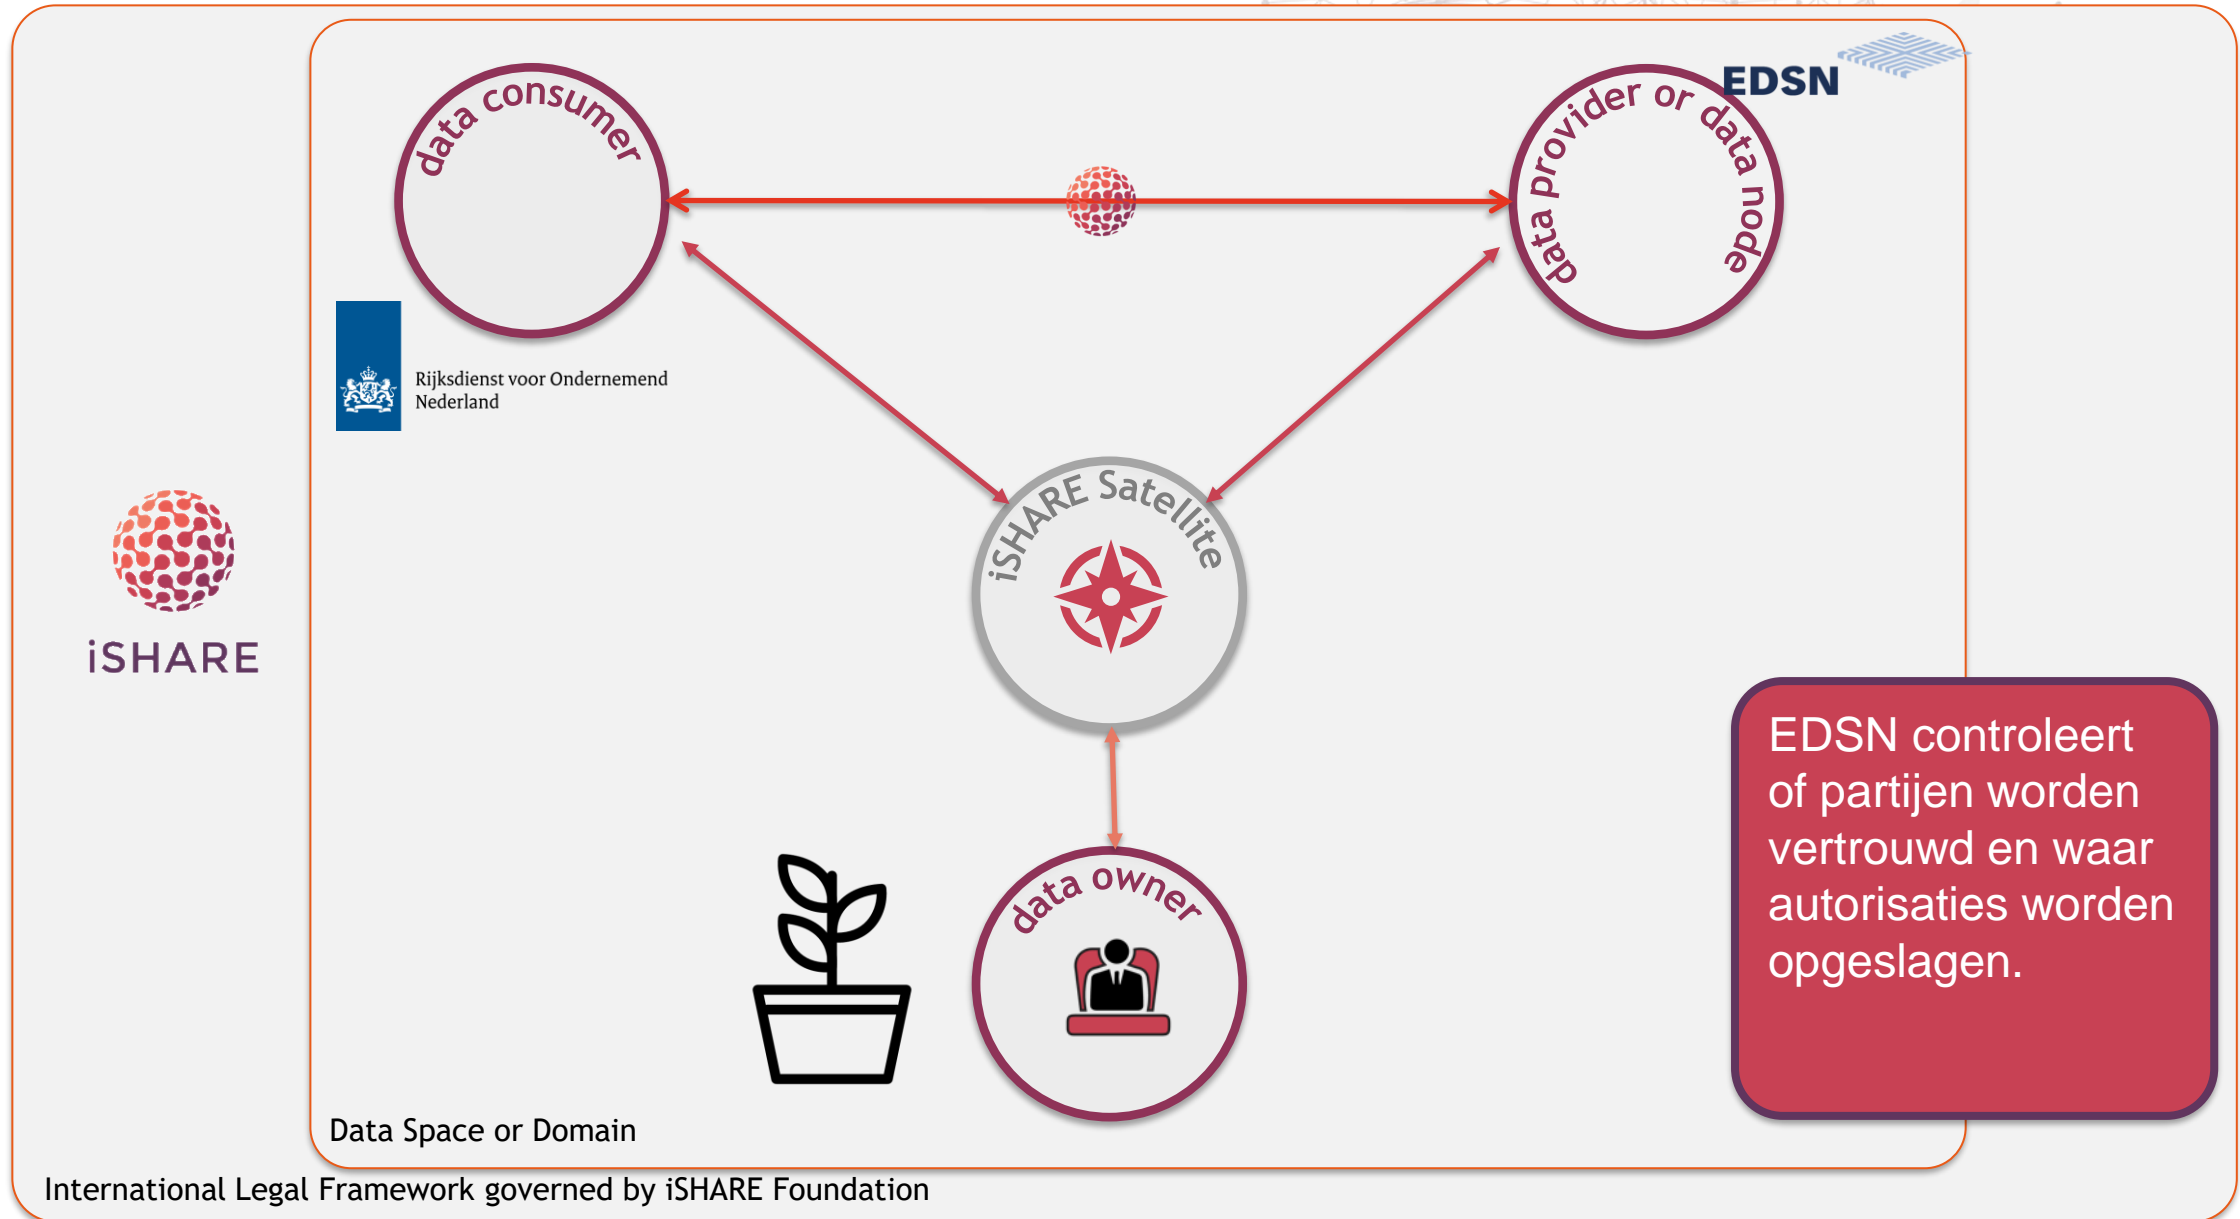 data consumer
EDSN
data provider or data node
Rijksdienst voor Ondernemend
Nederland
iSHARE Satellite
iSHARE
EDSN controleert
of partijen worden
vertrouwd en waar
autorisaties worden
opgeslagen.
data owner
Data Space or Domain
International Legal Framework governed by iSHARE Foundation